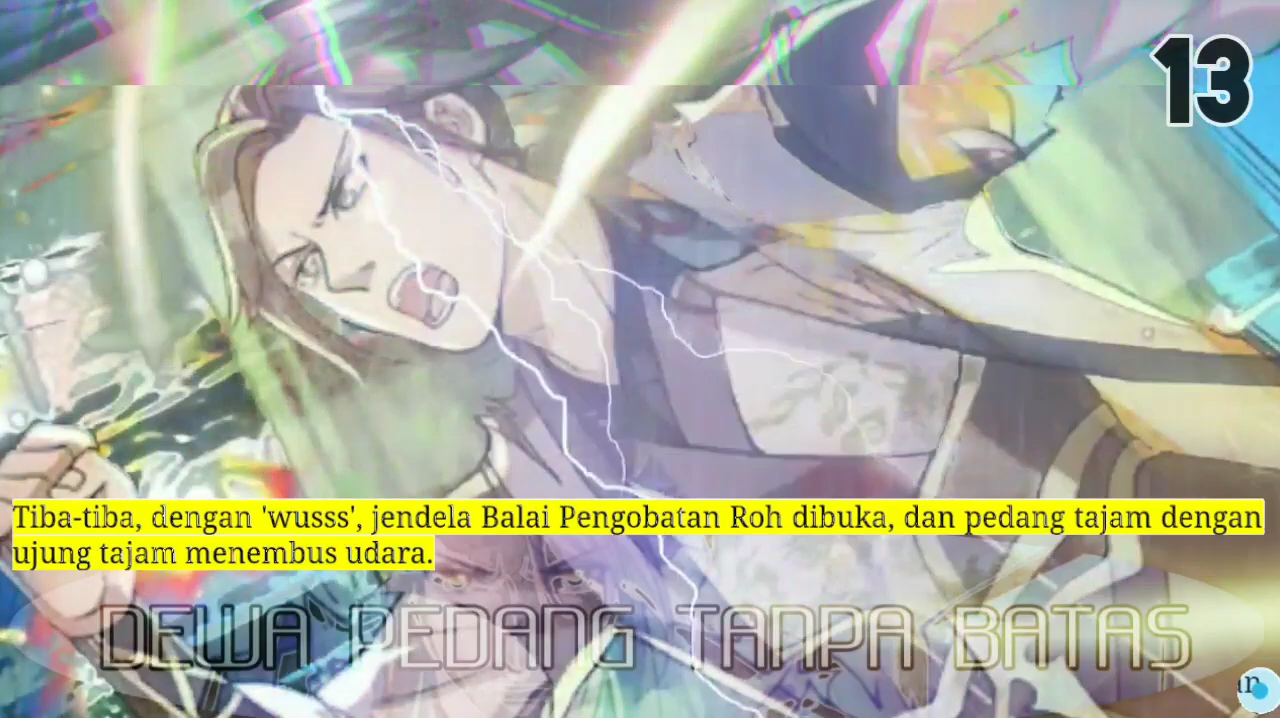 13
Tiba-tiba, dengan 'wusss', jendela Balai Pengobatan Roh dibuka, dan pedang tajam dengan
ujung tajam menembus udara.
DEWA PEDANG TANPA BATAS